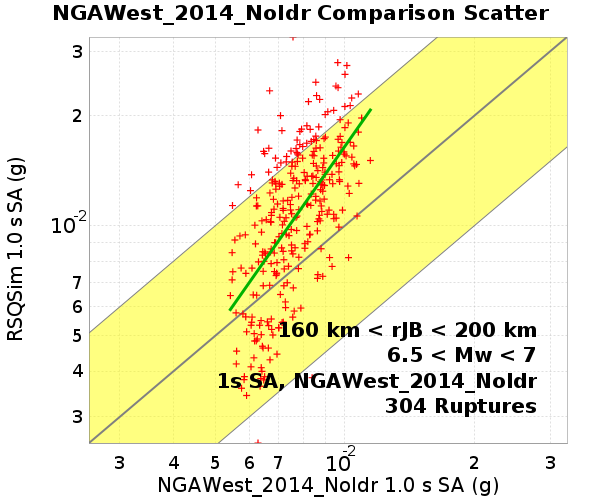 NGAWest_2014_NoIdr Comparison Scatter
RSQSim 1.0 s SA (g)
3
2
10-2
7
6
5
4
3
160 km < rJB < 200 km
6.5 < Mw < 7
1s SA, NGAWest_2014_NoIdr
304 Ruptures
3 4 5 6 7 10-2 2 3
NGAWest_2014_NoIdr 1.0 s SA (g)